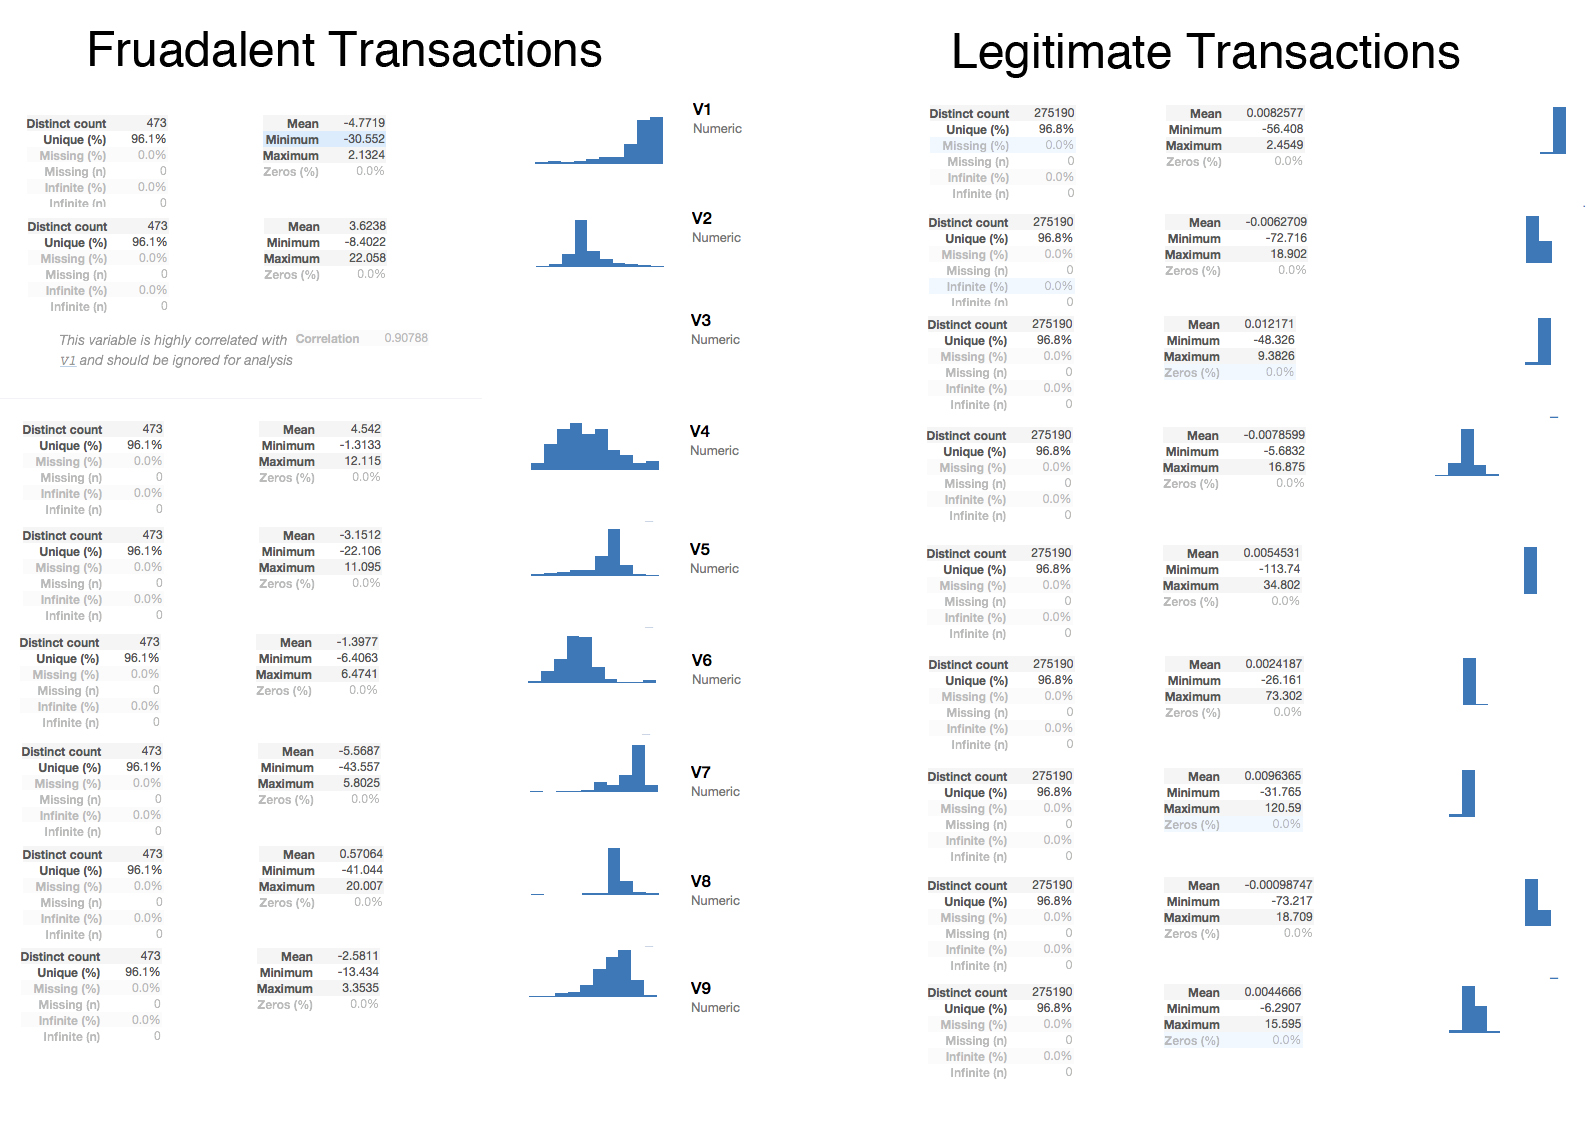 Fruadalent Transactions
Legitimate Transactions
Distinct count 473
Unique (%) 96.1%
Missing (%) 0.0%
Missing (n) 0
Infinite (%) 0.0%
Infinite (n) 0
Mean -4.7719
Minimum -30.552
Maximum 2.1324
Zeros (%) 0.0%
V1
Numeric
Distinct count 275190
Unique (%) 96.8%
Missing (%) 0.0%
Missing (n) 0
Infinite (%) 0.0%
Infinite (n) 0
Mean 0.0082577
Minimum -56.408
Maximum 2.4549
Zeros (%) 0.0%
Distinct count 473
Unique (%) 96.1%
Missing (%) 0.0%
Missing (n) 0
Infinite (%) 0.0%
Infinite (n) 0
Mean 3.6238
Minimum -8.4022
Maximum 22.058
Zeros (%) 0.0%
V2
Numeric
Distinct count 275190
Unique (%) 96.8%
Missing (%) 0.0%
Missing (n) 0
Infinite (%) 0.0%
Infinite (n) 0
Mean -0.0062709
Minimum -72.716
Maximum 18.902
Zeros (%) 0.0%
This variable is highly correlated with
V1 and should be ignored for analysis
Correlation 0.90788
V3
Numeric
Distinct count 275190
Unique (%) 96.8%
Missing (%) 0.0%
Missing (n) 0
Infinite (%) 0.0%
Infinite (n) 0
Mean 0.012171
Minimum -48.326
Maximum 9.3826
Zeros (%) 0.0%
Distinct count 473
Unique (%) 96.1%
Missing (%) 0.0%
Missing (n) 0
Infinite (%) 0.0%
Infinite (n) 0
Mean 4.542
Minimum -1.3133
Maximum 12.115
Zeros (%) 0.0%
V4
Numeric
Distinct count 275190
Unique (%) 96.8%
Missing (%) 0.0%
Missing (n) 0
Infinite (%) 0.0%
Infinite (n) 0
Mean -0.0078599
Minimum -5.6832
Maximum 16.875
Zeros (%) 0.0%
Distinct count 473
Unique (%) 96.1%
Missing (%) 0.0%
Missing (n) 0
Infinite (%) 0.0%
Infinite (n) 0
Mean -3.1512
Minimum -22.106
Maximum 11.095
Zeros (%) 0.0%
V5
Numeric
Distinct count 275190
Unique (%) 96.8%
Missing (%) 0.0%
Missing (n) 0
Infinite (%) 0.0%
Infinite (n) 0
Mean 0.0054531
Minimum -113.74
Maximum 34.802
Zeros (%) 0.0%
Distinct count 473
Unique (%) 96.1%
Missing (%) 0.0%
Missing (n) 0
Infinite (%) 0.0%
Infinite (n) 0
Mean -1.3977
Minimum -6.4063
Maximum 6.4741
Zeros (%) 0.0%
V6
Numeric
Distinct count 275190
Unique (%) 96.8%
Missing (%) 0.0%
Missing (n) 0
Infinite (%) 0.0%
Infinite (n) 0
Mean 0.0024187
Minimum -26.161
Maximum 73.302
Zeros (%) 0.0%
Distinct count 473
Unique (%) 96.1%
Missing (%) 0.0%
Missing (n) 0
Infinite (%) 0.0%
Infinite (n) 0
Mean -5.5687
Minimum -43.557
Maximum 5.8025
Zeros (%) 0.0%
V7
Numeric
Distinct count 275190
Unique (%) 96.8%
Missing (%) 0.0%
Missing (n) 0
Infinite (%) 0.0%
Infinite (n) 0
Mean 0.0096365
Minimum -31.765
Maximum 120.59
Zeros (%) 0.0%
Distinct count 473
Unique (%) 96.1%
Missing (%) 0.0%
Missing (n) 0
Infinite (%) 0.0%
Infinite (n) 0
Mean 0.57064
Minimum -41.044
Maximum 20.007
Zeros (%) 0.0%
V8
Numeric
Distinct count 275190
Unique (%) 96.8%
Missing (%) 0.0%
Missing (n) 0
Infinite (%) 0.0%
Infinite (n) 0
Mean -0.00098747
Minimum -73.217
Maximum 18.709
Zeros (%) 0.0%
Distinct count 473
Unique (%) 96.1%
Missing (%) 0.0%
Missing (n) 0
Infinite (%) 0.0%
Infinite (n) 0
Mean -2.5811
Minimum -13.434
Maximum 3.3535
Zeros (%) 0.0%
V9
Numeric
Distinct count 275190
Unique (%) 96.8%
Missing (%) 0.0%
Missing (n) 0
Infinite (%) 0.0%
Infinite (n) 0
Mean 0.0044666
Minimum -6.2907
Maximum 15.595
Zeros (%) 0.0%